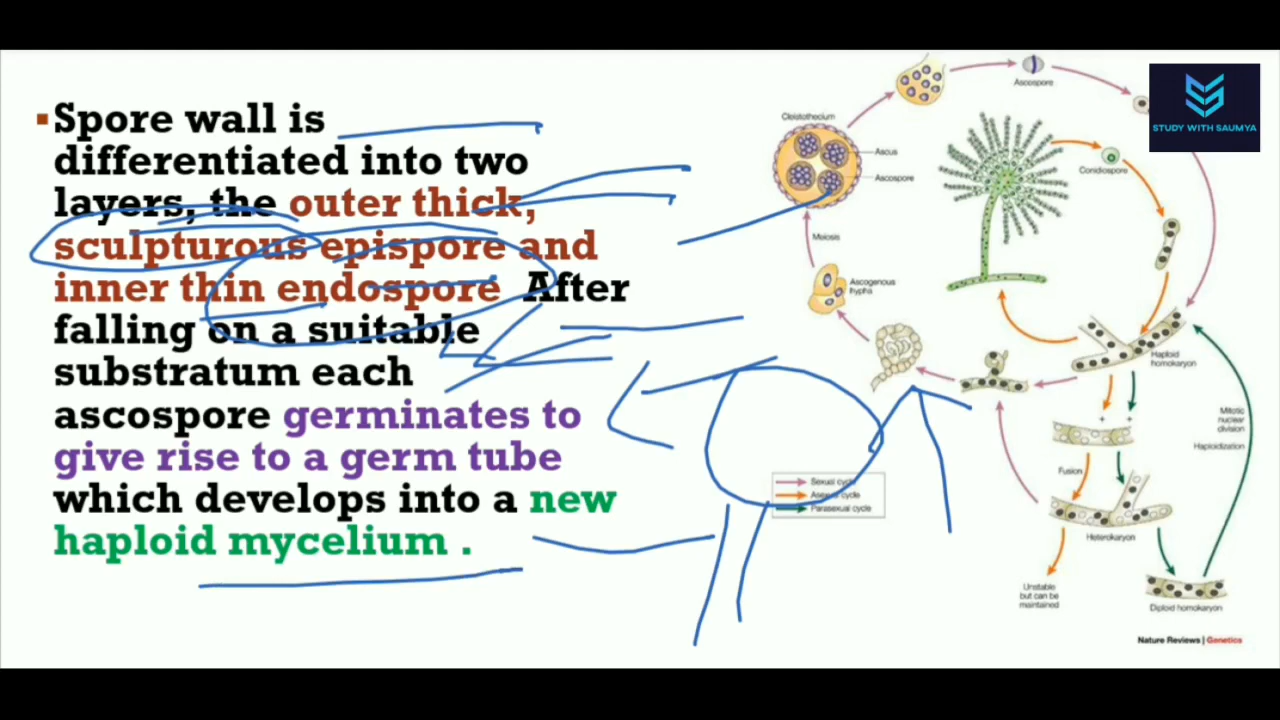 Spore wall is
differentiated into two
layers, the outer thick,
sculpturous epispore and
inner thin endospore After
falling on a suitable
substratum each
ascospore germinates to
give rise to a germ tube
which develops into a new
haploid mycelium .
STUDY WITH SAUMYA
Ascospore
Cleistothecium
Ascus
Ascospore
Conidiospore
Meiosis
Ascogenous
hypha
Haploid
homokaryon
+ +
Mitotic
nuclear
division
Haploidization
Fusion
Sexual cycle
Asexual cycle
Parasexual cycle
Heterokaryon
Unstable
but can be
maintained
Diploid homokaryon
Nature Reviews | Genetics